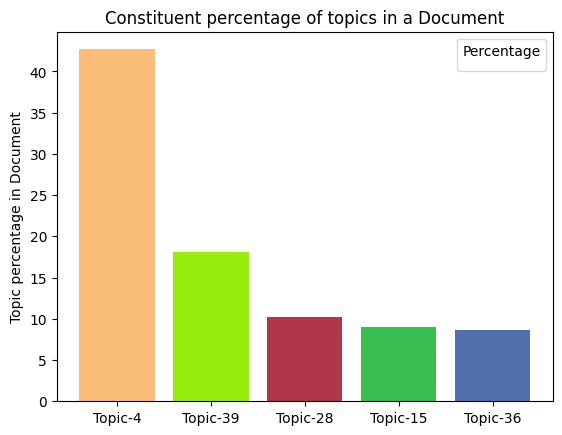 Constituent percentage of topics in a Document
Percentage
Topic percentage in Document
40
35
30
25
20
15
10
5
0
Topic-4 Topic-39 Topic-28 Topic-15 Topic-36